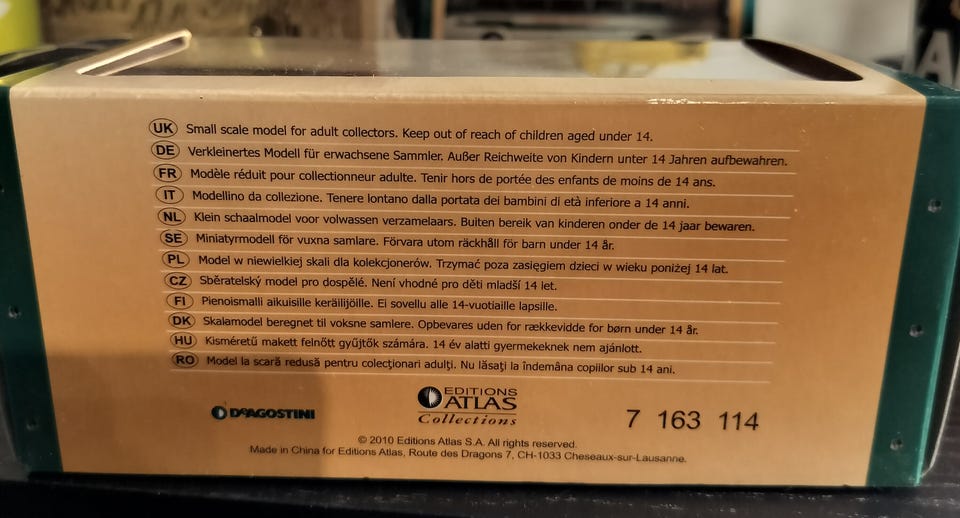 UK Small scale model for adult collectors. Keep out of reach of children aged under 14.
DE Verkleinertes Modell für erwachsene Sammler. Außer Reichweite von Kindern unter 14 Jahren aufbewahren.
FR Modèle réduit pour collectionneur adulte. Tenir hors de portée des enfants de moins de 14 ans.
IT Modellino da collezione. Tenere lontano dalla portata dei bambini di età inferiore a 14 anni.
NL Klein schaalmodel voor volwassen verzamelaars. Buiten bereik van kinderen onder de 14 jaar bewaren.
SE Miniatyrmodell för vuxna samlare. Förvara utom räckhåll för barn under 14 år.
PL Model w niewielkiej skali dla kolekcjonerów. Trzymać poza zasięgiem dzieci w wieku poniżej 14 lat.
CZ Sběratelský model pro dospělé. Není vhodné pro děti mladší 14 let.
FI Pienoismalli aikuisille keräilijöille. Ei sovellu alle 14-vuotiaille lapsille.
DK Skalamodel beregnet til voksne samlere. Opbevares uden for rækkevidde for børn under 14 år.
HU Kisméretű makett felnőtt gyűjtők számára. 14 év alatti gyermekeknek nem ajánlott.
RO Model la scară redusă pentru colecţionari adulţi. Nu lăsaţi la îndemâna copiilor sub 14 ani.
DeAGOSTINI
EDITIONS
ATLAS
Collections
7 163 114
© 2010 Editions Atlas S.A. All rights reserved.
Made in China for Editions Atlas, Route des Dragons 7, CH-1033 Cheseaux-sur-Lausanne.